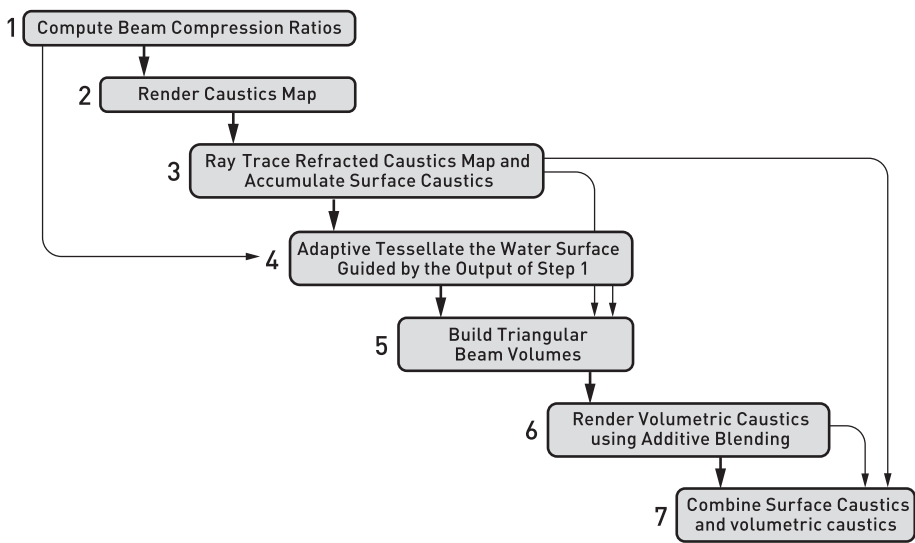 1 Compute Beam Compression Ratios
2 Render Caustics Map
3 Ray Trace Refracted Caustics Map and
Accumulate Surface Caustics
4 Adaptive Tessellate the Water Surface
Guided by the Output of Step 1
5 Build Triangular
Beam Volumes
6 Render Volumetric Caustics
using Additive Blending
7 Combine Surface Caustics
and volumetric caustics